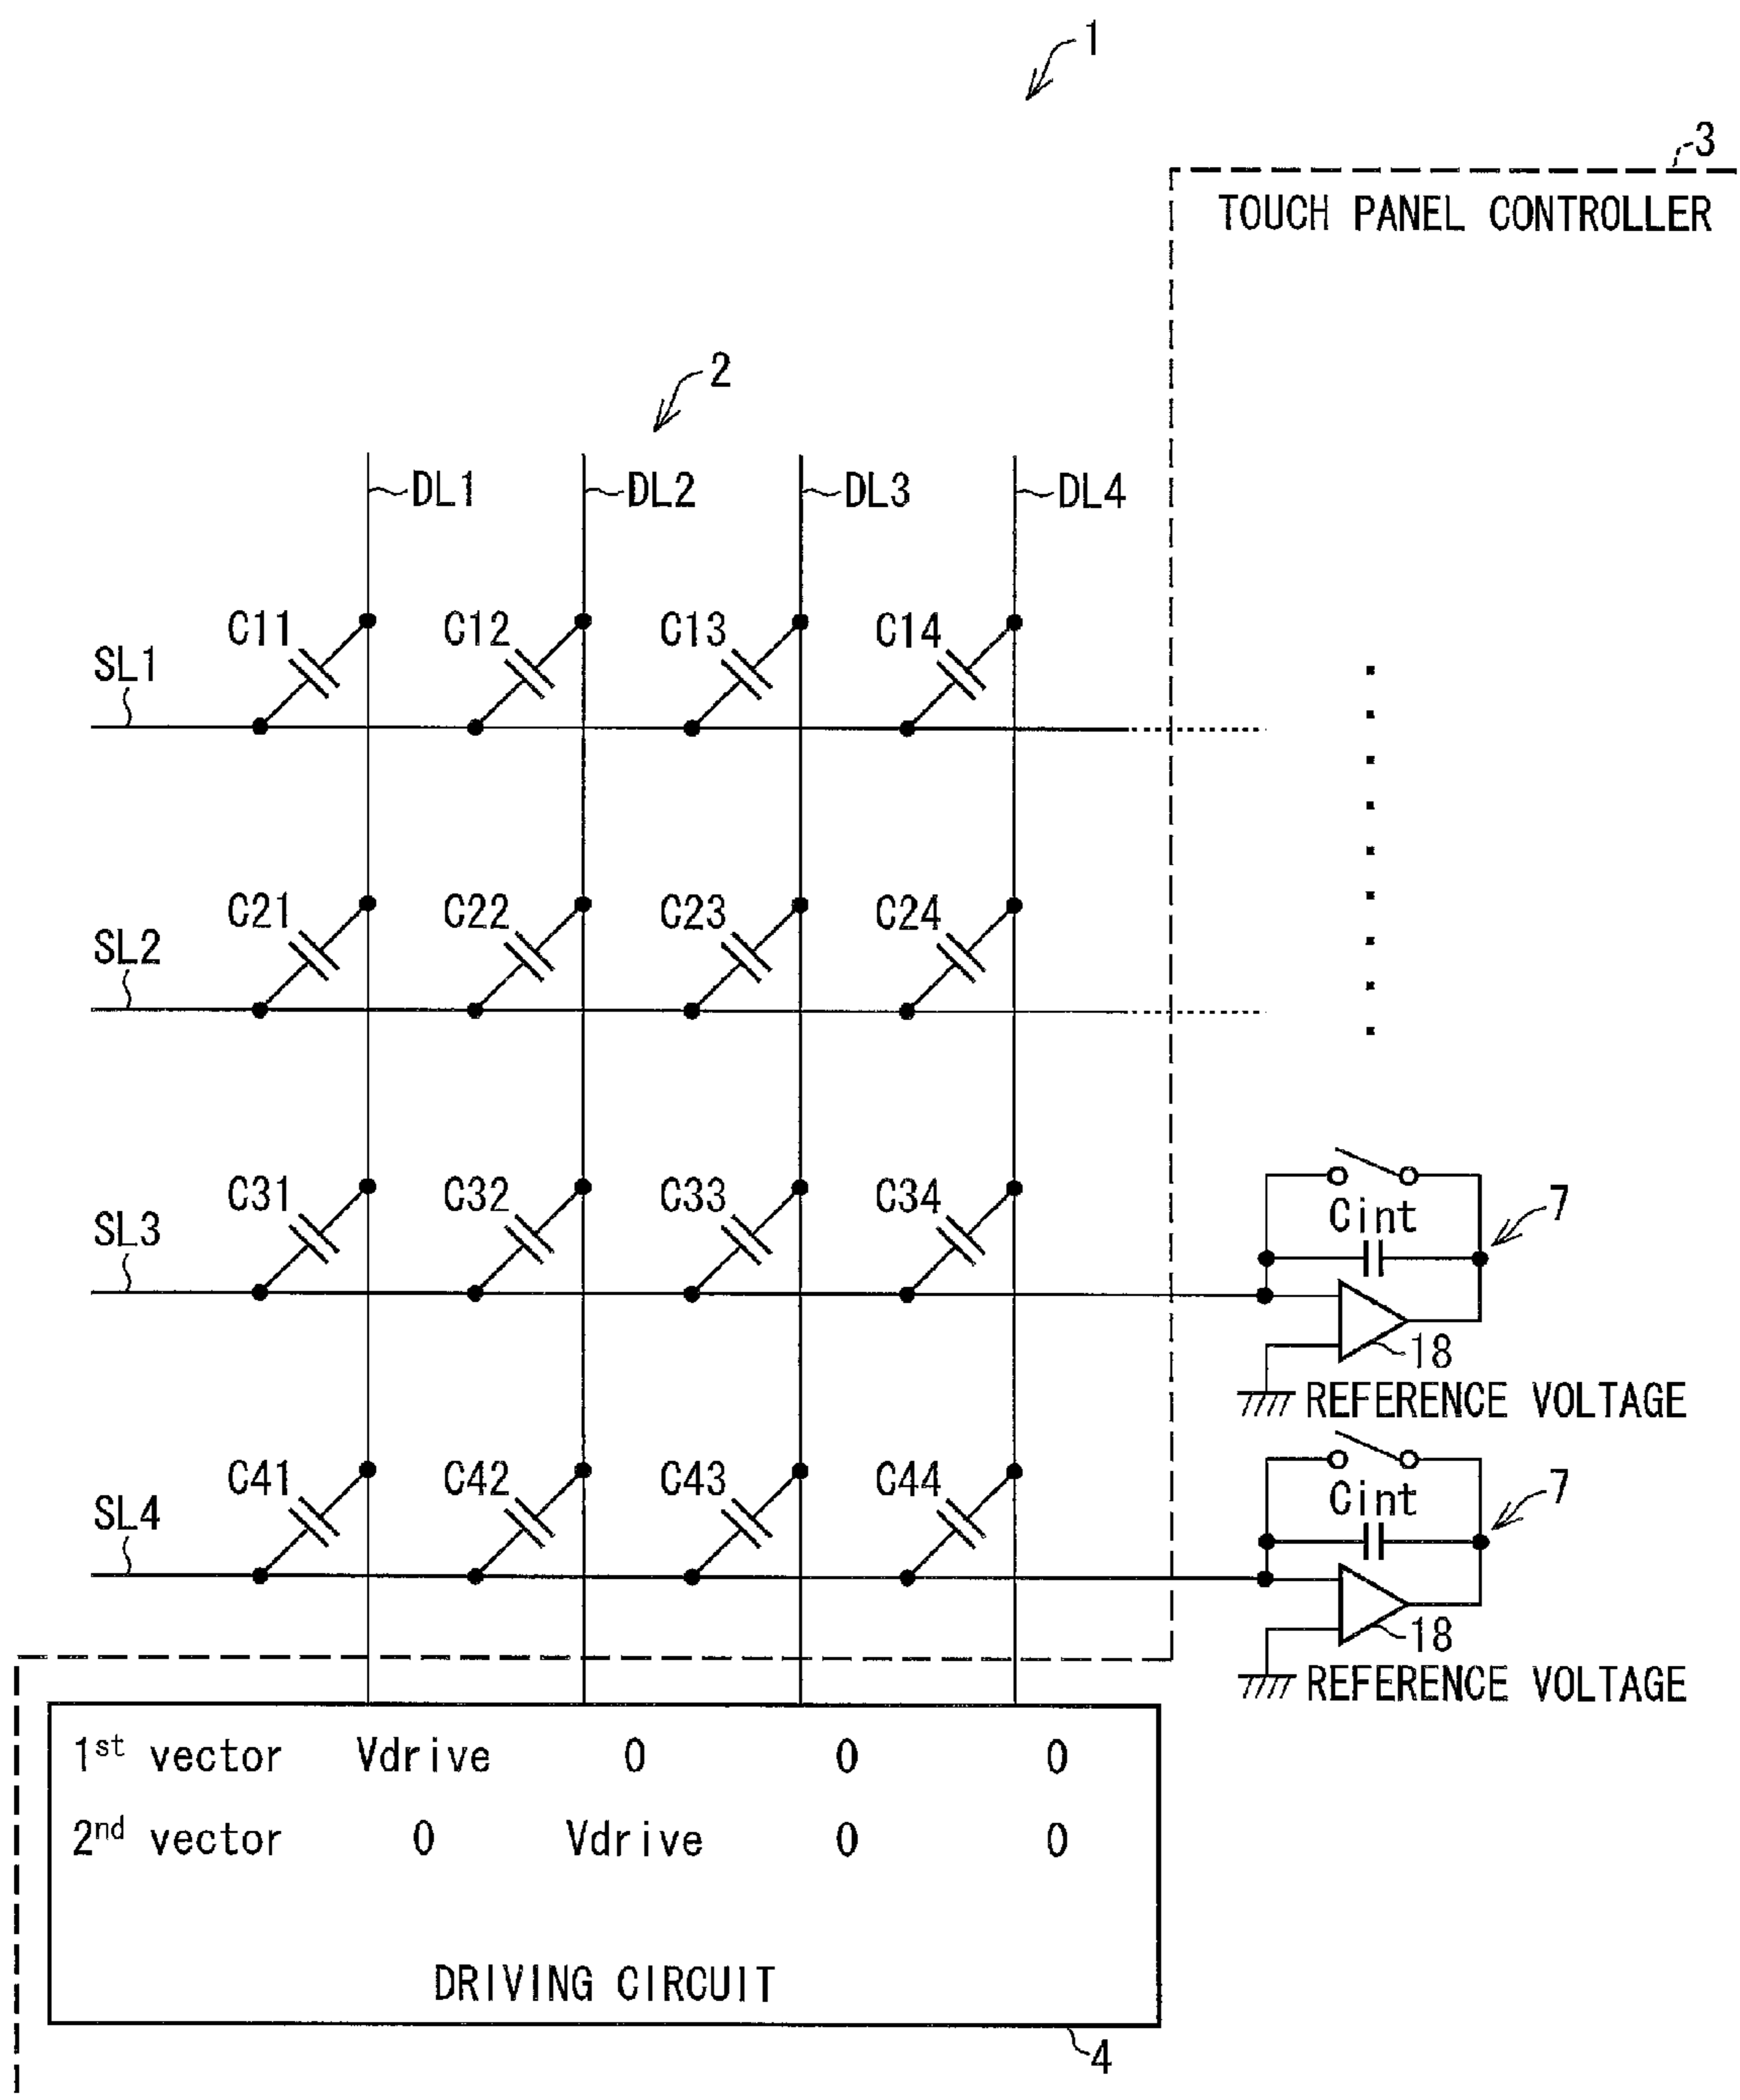 1
3
TOUCH PANEL CONTROLLER
2
DL1 DL2 DL3 DL4
C11 C12 C13 C14
SL1
C21 C22 C23 C24
SL2
C31 C32 C33 C34
SL3
Cint 7
18
REFERENCE VOLTAGE
C41 C42 C43 C44
SL4
Cint 7
18
REFERENCE VOLTAGE
1st vector Vdrive 0 0 0
2nd vector 0 Vdrive 0 0
DRIVING CIRCUIT
4